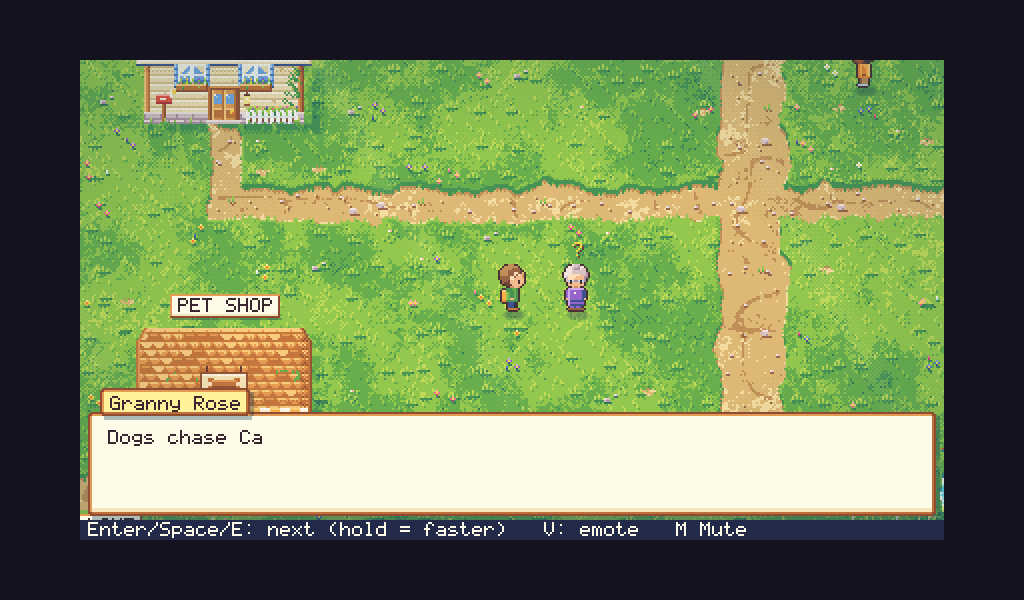 PET SHOP
Granny Rose
Dogs chase Ca
Enter/Space/E: next (hold = faster) V: emote M Mute